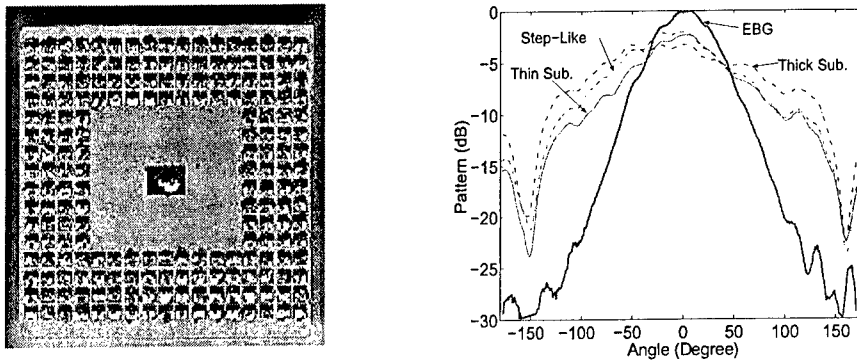 0
-5
-10
-15
-20
-25
-30
Pattern (dB)
Step-Like
Thin Sub.
EBG
Thick Sub.
-150 -100 -50 0 50 100 150
Angle (Degree)